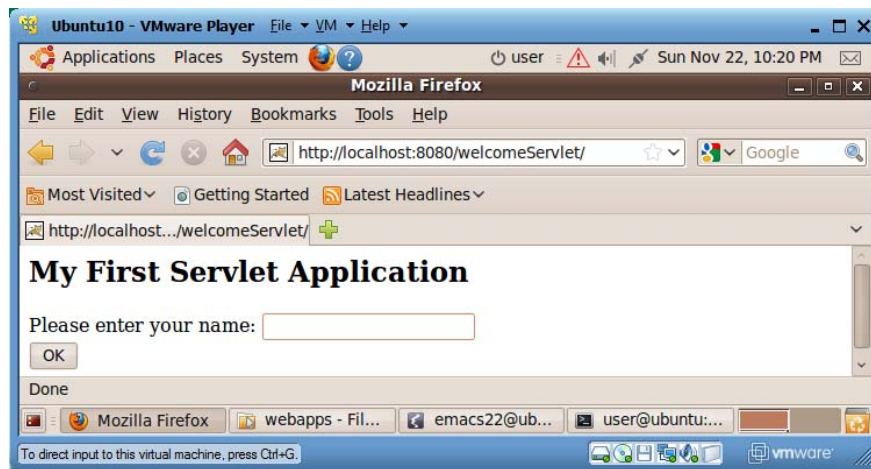 Ubuntu10 - VMware Player File VM Help
Applications Places System ? user Sun Nov 22, 10:20 PM
Mozilla Firefox
File Edit View History Bookmarks Tools Help
http://localhost:8080/welcomeServlet/ Google
Most Visited Getting Started Latest Headlines
http://localhost.../welcomeServlet/
My First Servlet Application
Please enter your name:
OK
Done
Mozilla Firefox webapps - Fil... emacs22@ub... user@ubuntu:...
To direct input to this virtual machine, press Ctrl+G. vmware